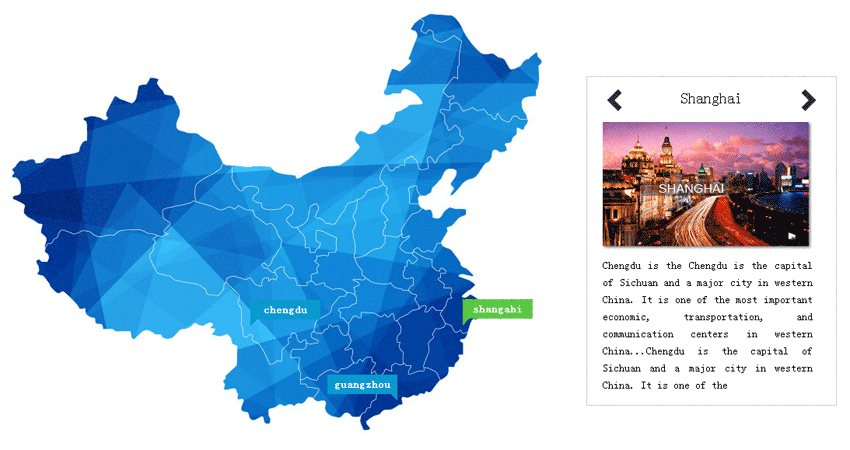 chengdu
shangahi
guangzhou
Shanghai
SHANGHAI
Chengdu is the Chengdu is the capital
of Sichuan and a major city in western
China. It is one of the most important
economic, transportation, and
communication centers in western
China...Chengdu is the capital of
Sichuan and a major city in western
China. It is one of the